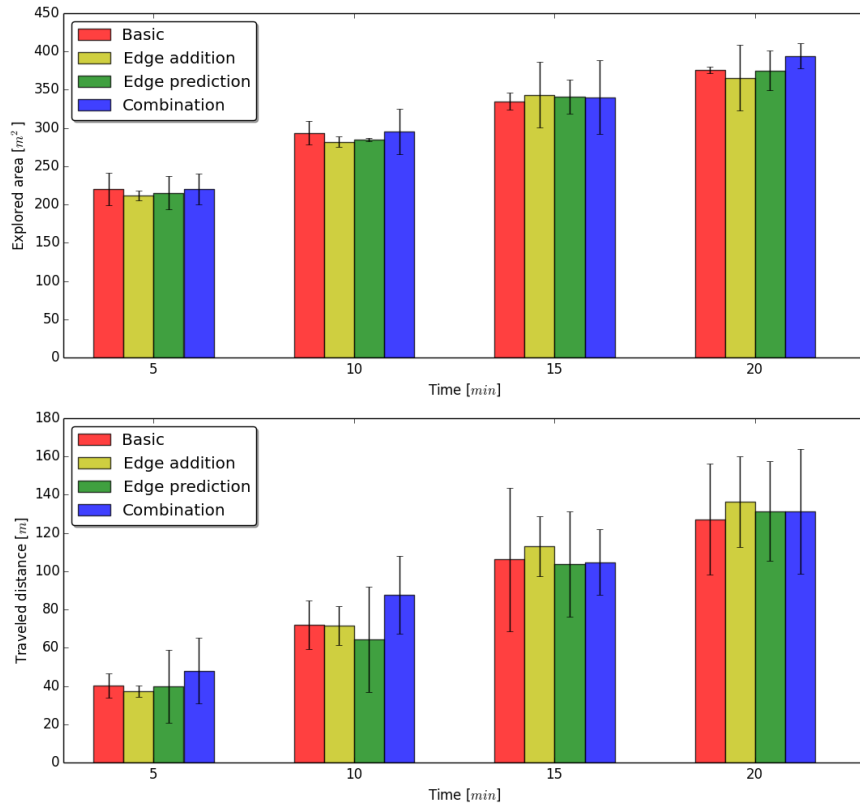 450
400
350
300
250
200
150
100
50
0
Explored area [m²]
Basic
Edge addition
Edge prediction
Combination
5 10 15 20
Time [min]
180
160
140
120
100
80
60
40
20
0
Traveled distance [m]
Basic
Edge addition
Edge prediction
Combination
5 10 15 20
Time [min]